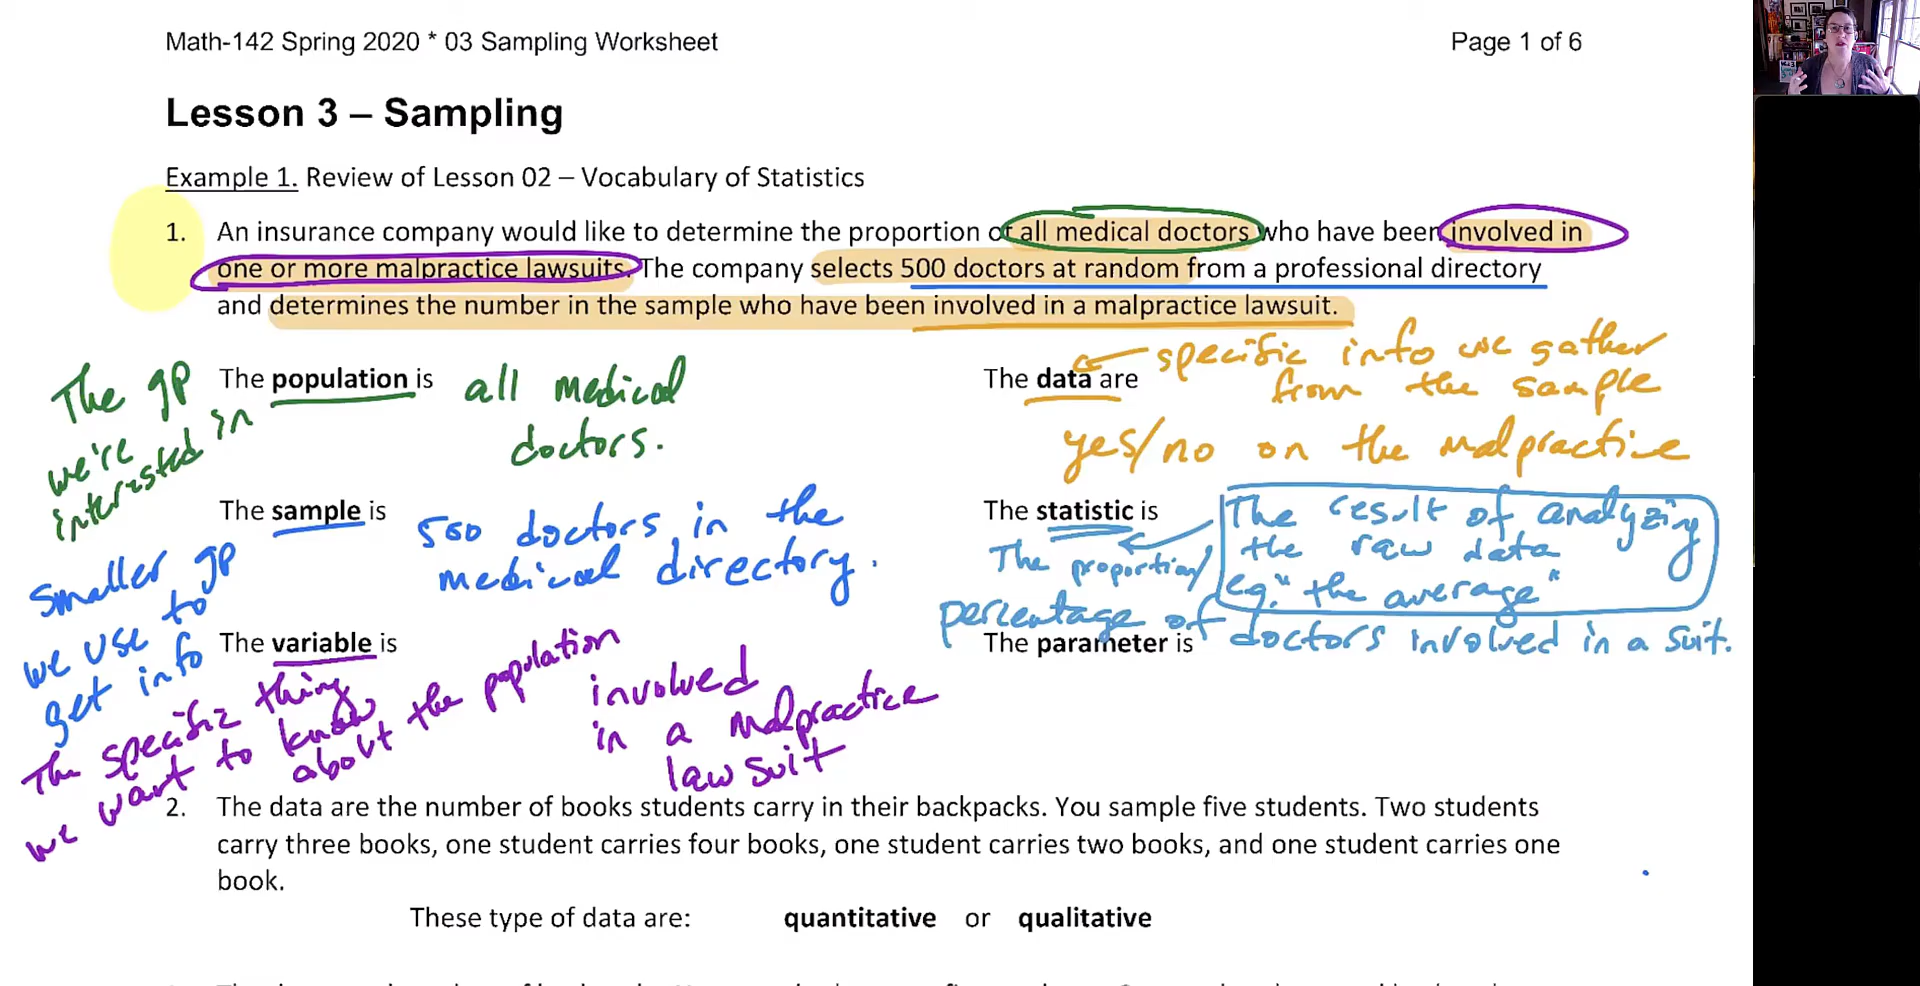 Math-142 Spring 2020 * 03 Sampling Worksheet Page 1 of 6
Lesson 3 – Sampling
Example 1. Review of Lesson 02 – Vocabulary of Statistics
1. An insurance company would like to determine the proportion of all medical doctors who have been involved in
one or more malpractice lawsuits. The company selects 500 doctors at random from a professional directory
and determines the number in the sample who have been involved in a malpractice lawsuit.
The gp
we're
interested in
The population is all medical
doctors.
The data are specific info we gather
from the sample
yes/no on the malpractice
The sample is 500 doctors in the
medical directory.
smaller gp
we use to
get info
The statistic is The result of analyzing
the raw data
eg. "the average"
The proportion/
percentage of doctors involved in a suit.
The variable is involved
in a malpractice
lawsuit
The specific thing
we want to know
about the population
The parameter is
2. The data are the number of books students carry in their backpacks. You sample five students. Two students
carry three books, one student carries four books, one student carries two books, and one student carries one
book.
These type of data are: quantitative or qualitative